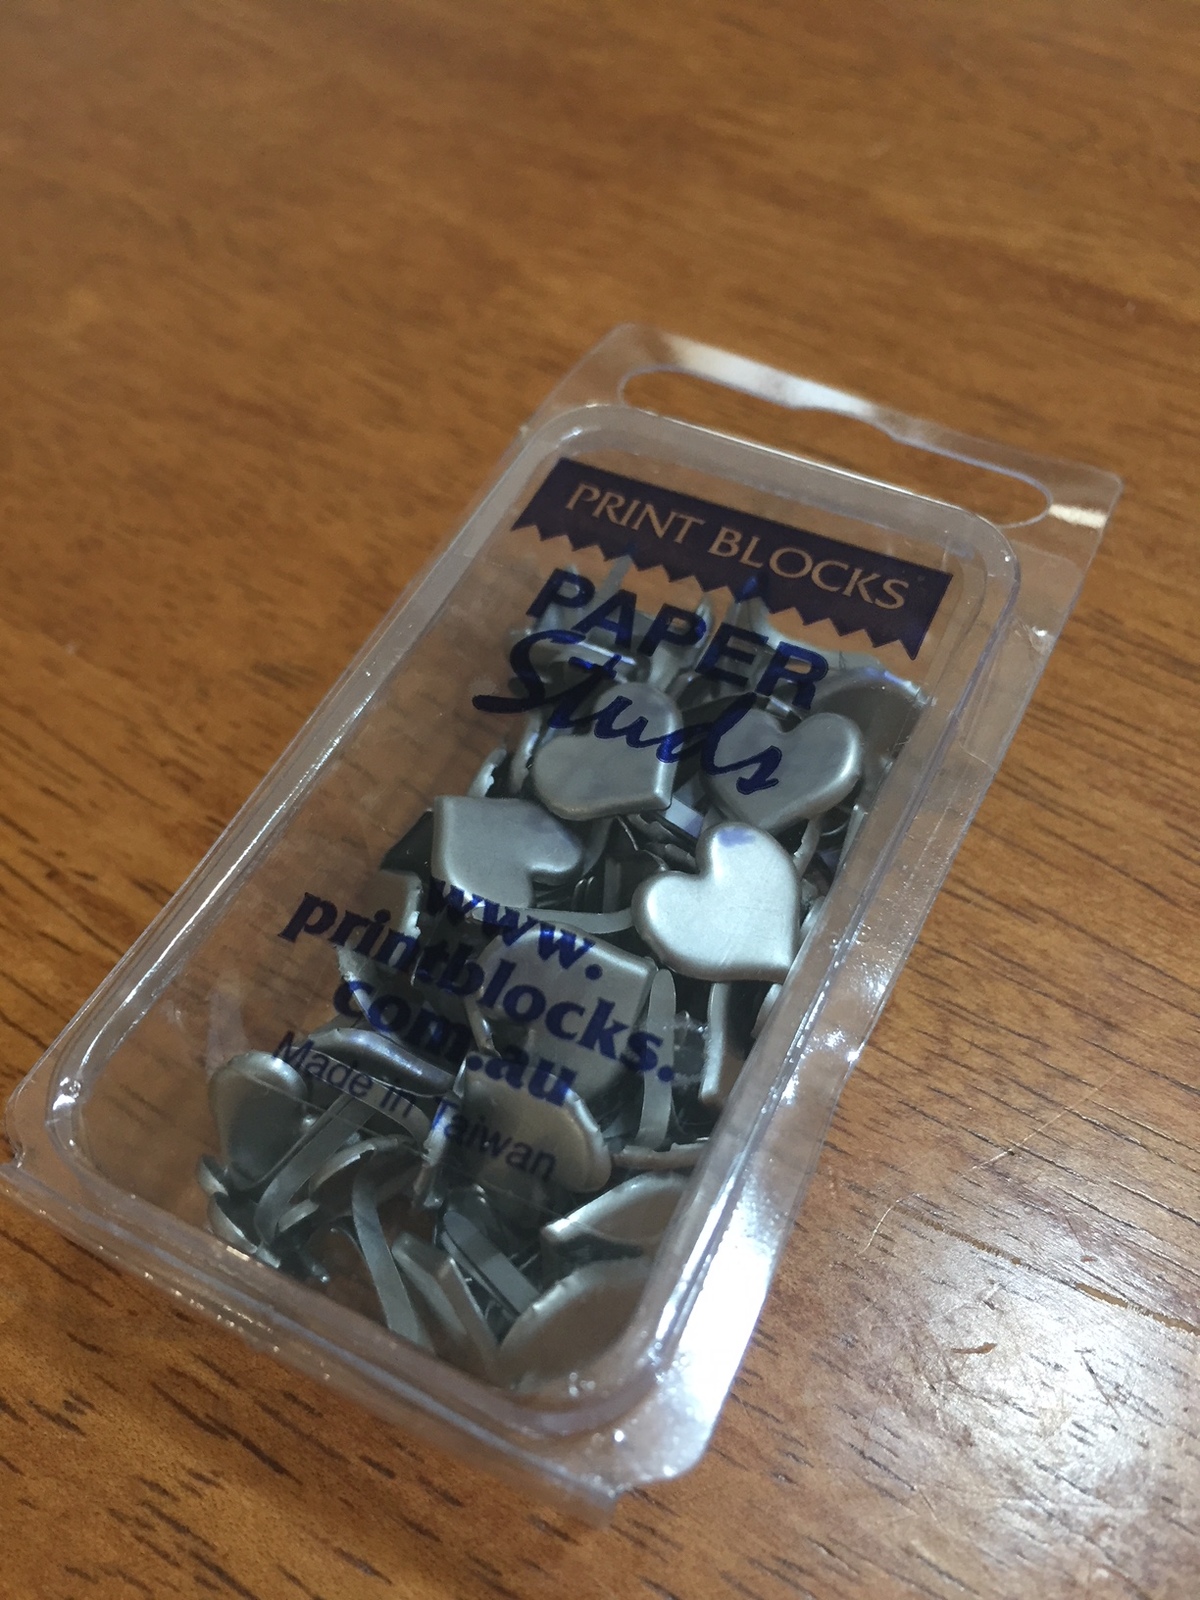 PRINT BLOCKS
PAPER
Studs
www.
printblocks.
com.au
Made in Taiwan